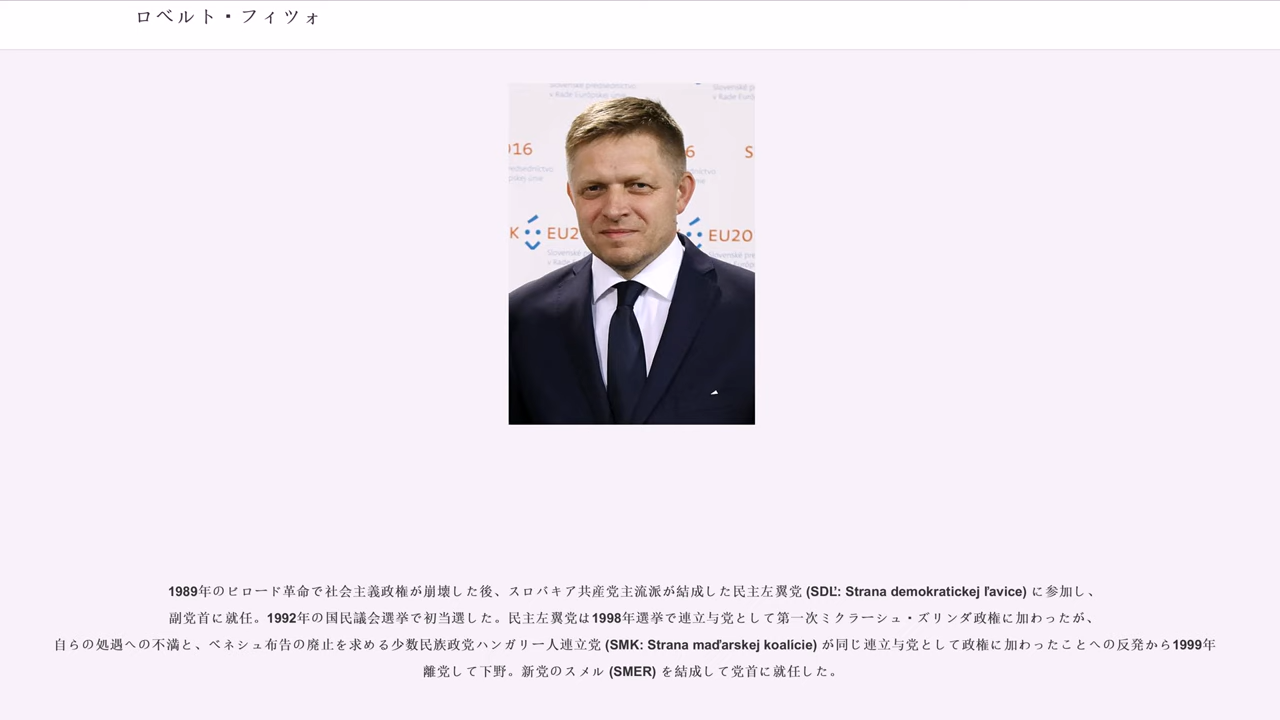 ロベルト・フィツォ
Slovenské predsedníctvo
v Rade Európskej únie
016
6
S
K EU2
EU20
1989年のビロード革命で社会主義政権が崩壊した後、スロバキア共産党主流派が結成した民主左翼党 (SDĽ: Strana demokratickej ľavice) に参加し、
副党首に就任。1992年の国民議会選挙で初当選した。民主左翼党は1998年選挙で連立与党として第一次ミクラーシュ・ズリンダ政権に加わったが、
自らの処遇への不満と、ベネシュ布告の廃止を求める少数民族政党ハンガリー人連立党 (SMK: Strana maďarskej koalície) が同じ連立与党として政権に加わったことへの反発から1999年
離党して下野。新党のスメル (SMER) を結成して党首に就任した。